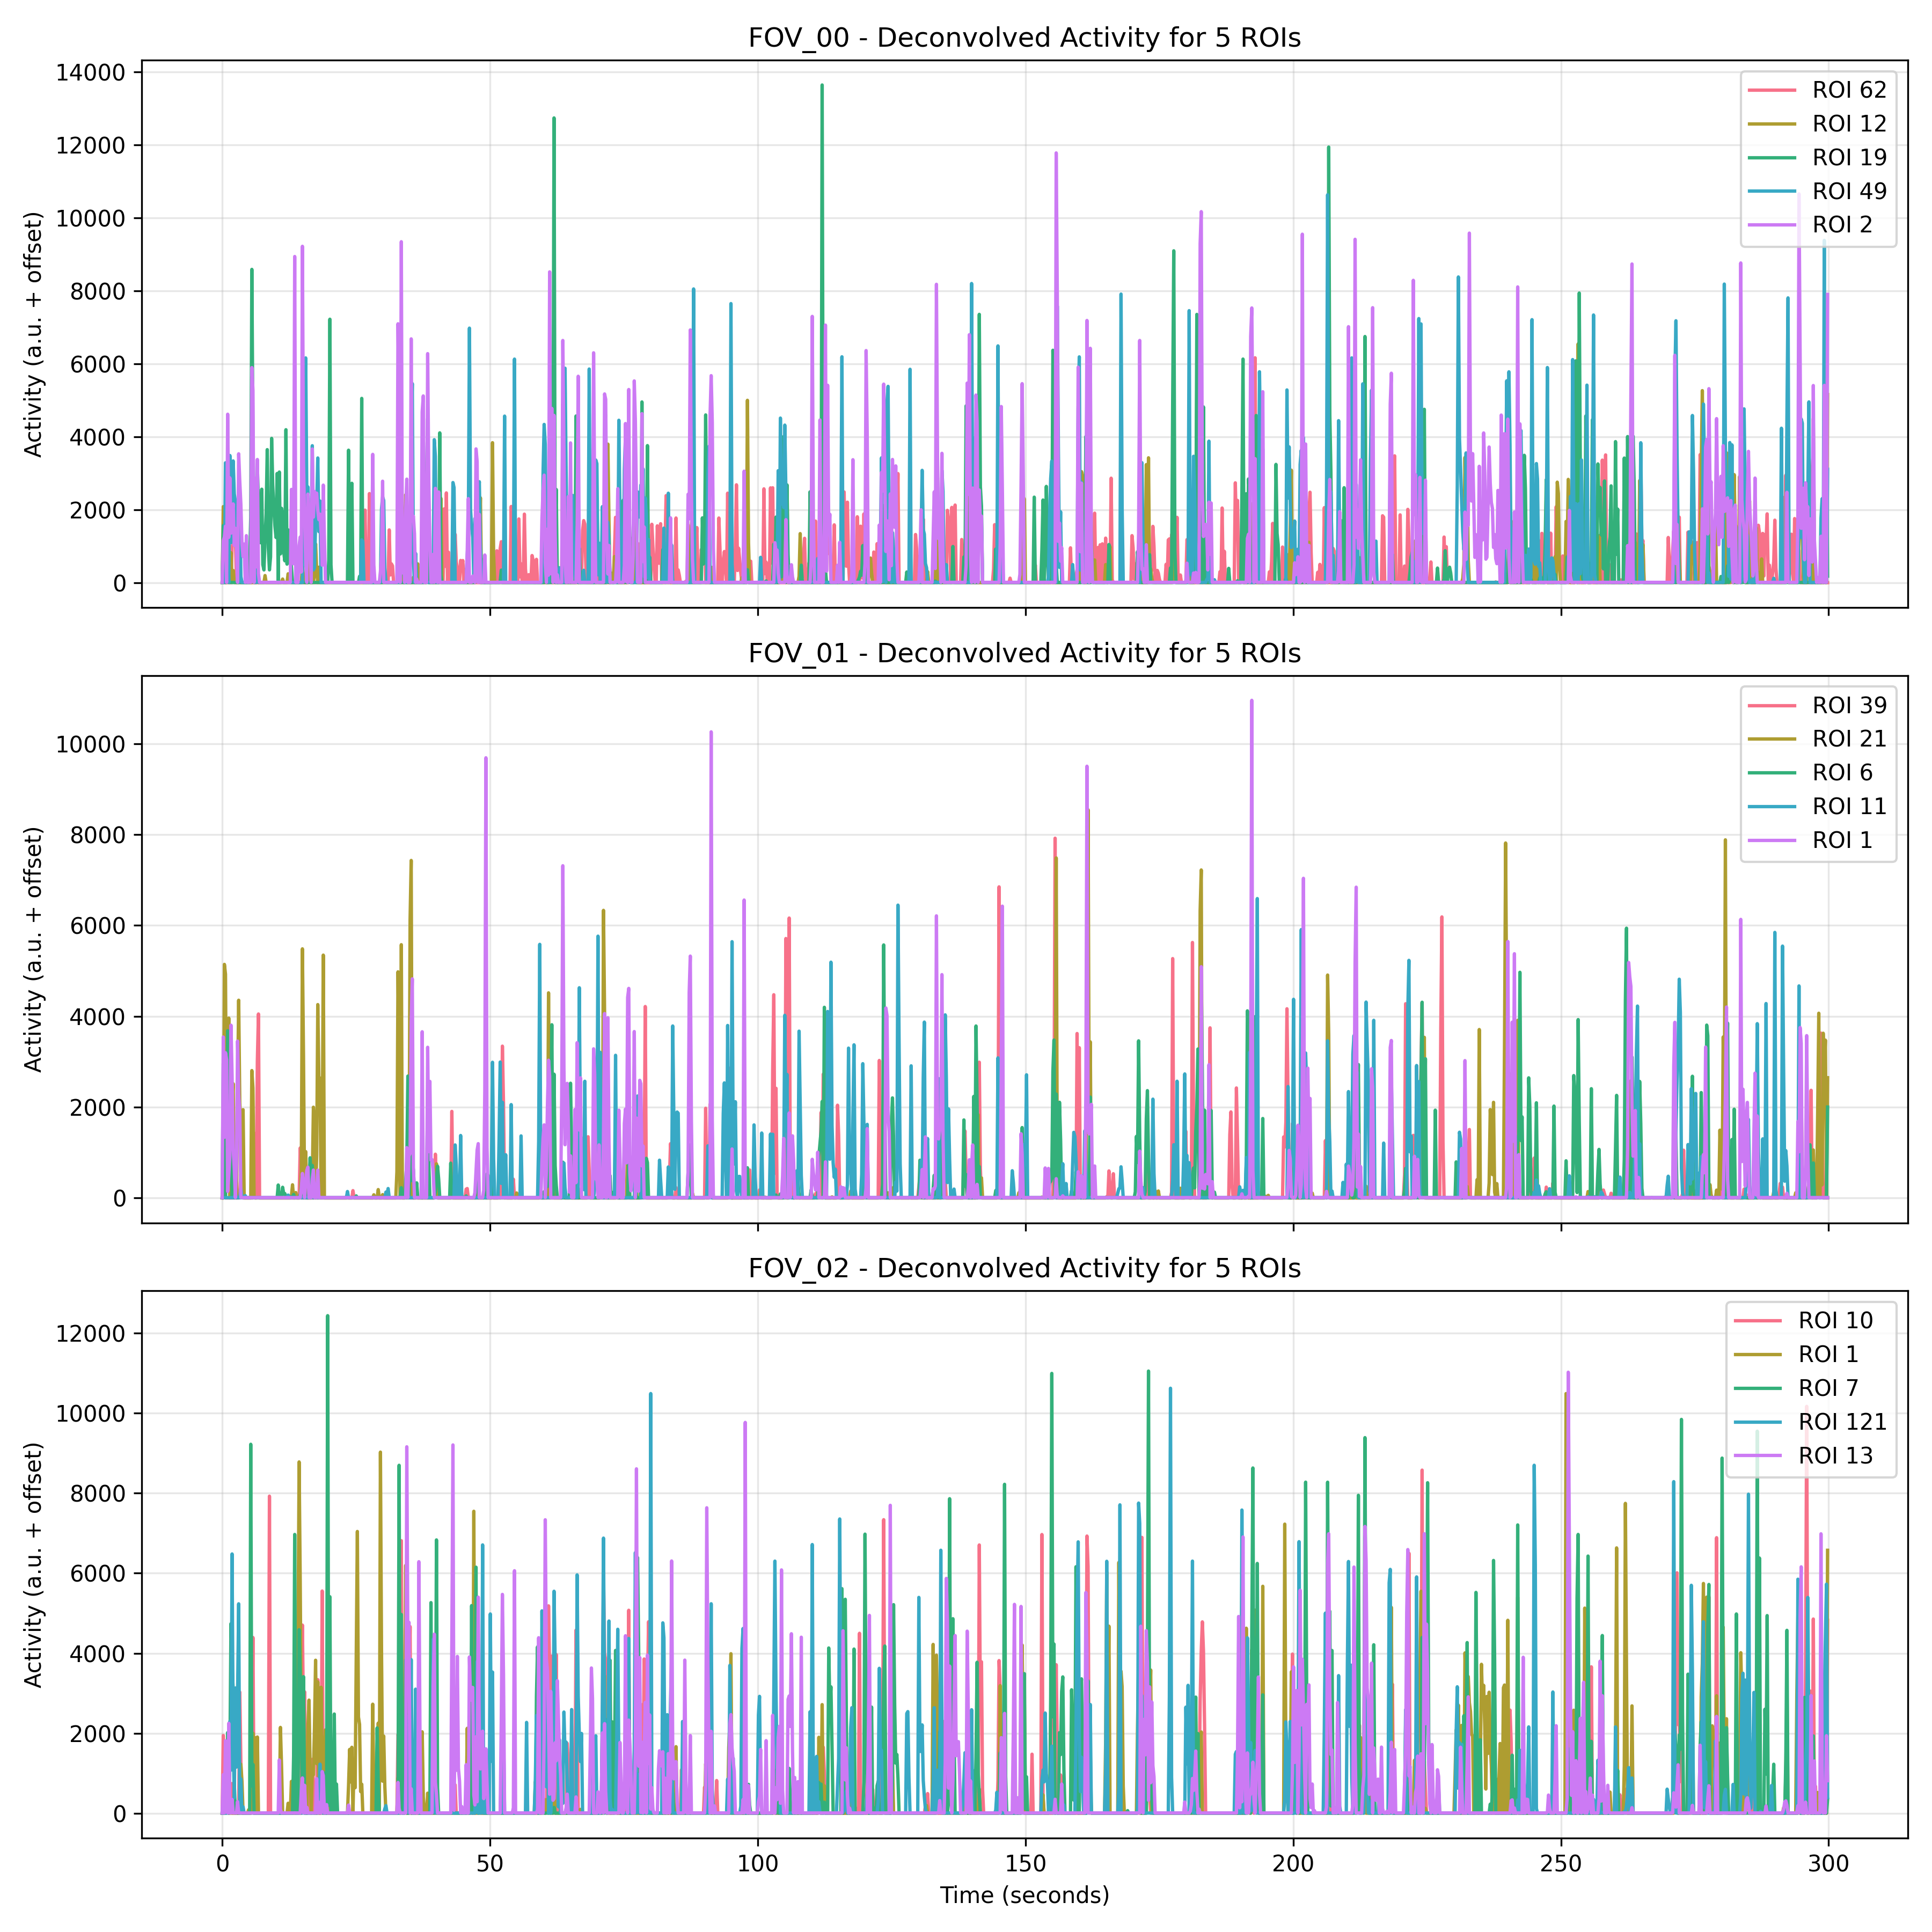 FOV_00 - Deconvolved Activity for 5 ROIs
14000
12000
10000
8000
6000
4000
2000
0
Activity (a.u. + offset)
ROI 62
ROI 12
ROI 19
ROI 49
ROI 2
FOV_01 - Deconvolved Activity for 5 ROIs
10000
8000
6000
4000
2000
0
Activity (a.u. + offset)
ROI 39
ROI 21
ROI 6
ROI 11
ROI 1
FOV_02 - Deconvolved Activity for 5 ROIs
12000
10000
8000
6000
4000
2000
0
Activity (a.u. + offset)
ROI 10
ROI 1
ROI 7
ROI 121
ROI 13
0 50 100 150 200 250 300
Time (seconds)